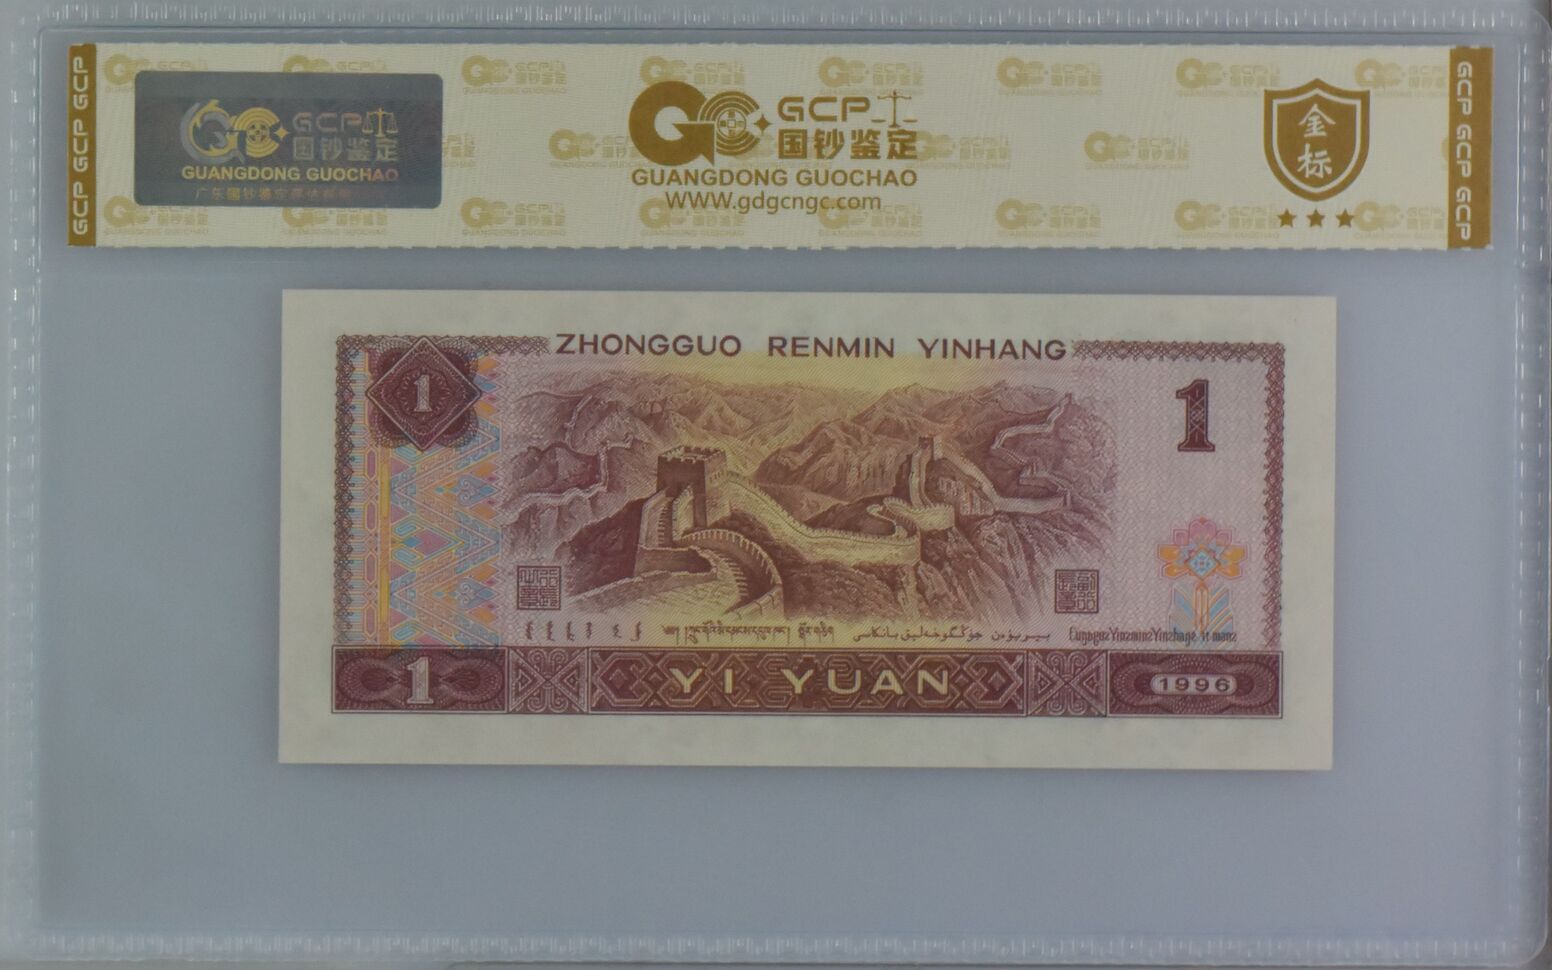 GCP GCP GCP
GCP
国钞鉴定
GUANGDONG GUOCHAO
GCP
国钞鉴定
GUANGDONG GUOCHAO
WWW.gdgcngc.com
金
标
GCP GCP GCP
ZHONGGUO RENMIN YINHANG
1
1
1
YI YUAN
1996